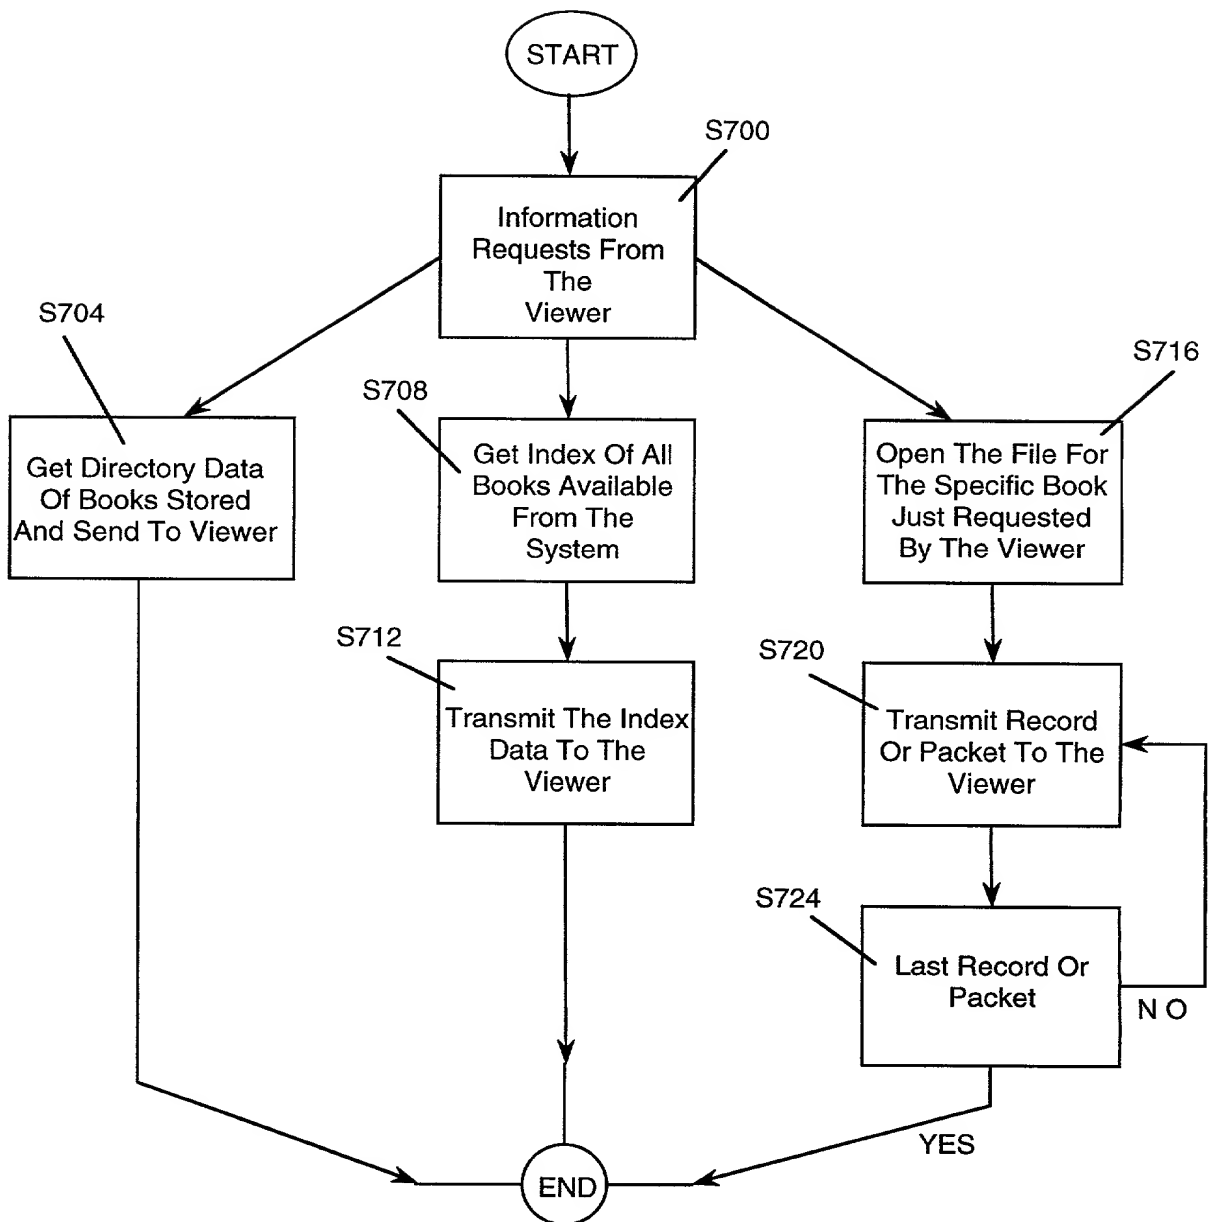 START
S700
Information
Requests From
The
Viewer
S704
Get Directory Data
Of Books Stored
And Send To Viewer
S708
Get Index Of All
Books Available
From The
System
S716
Open The File For
The Specific Book
Just Requested
By The Viewer
S712
Transmit The Index
Data To The
Viewer
S720
Transmit Record
Or Packet To The
Viewer
S724
Last Record Or
Packet
N O
YES
END